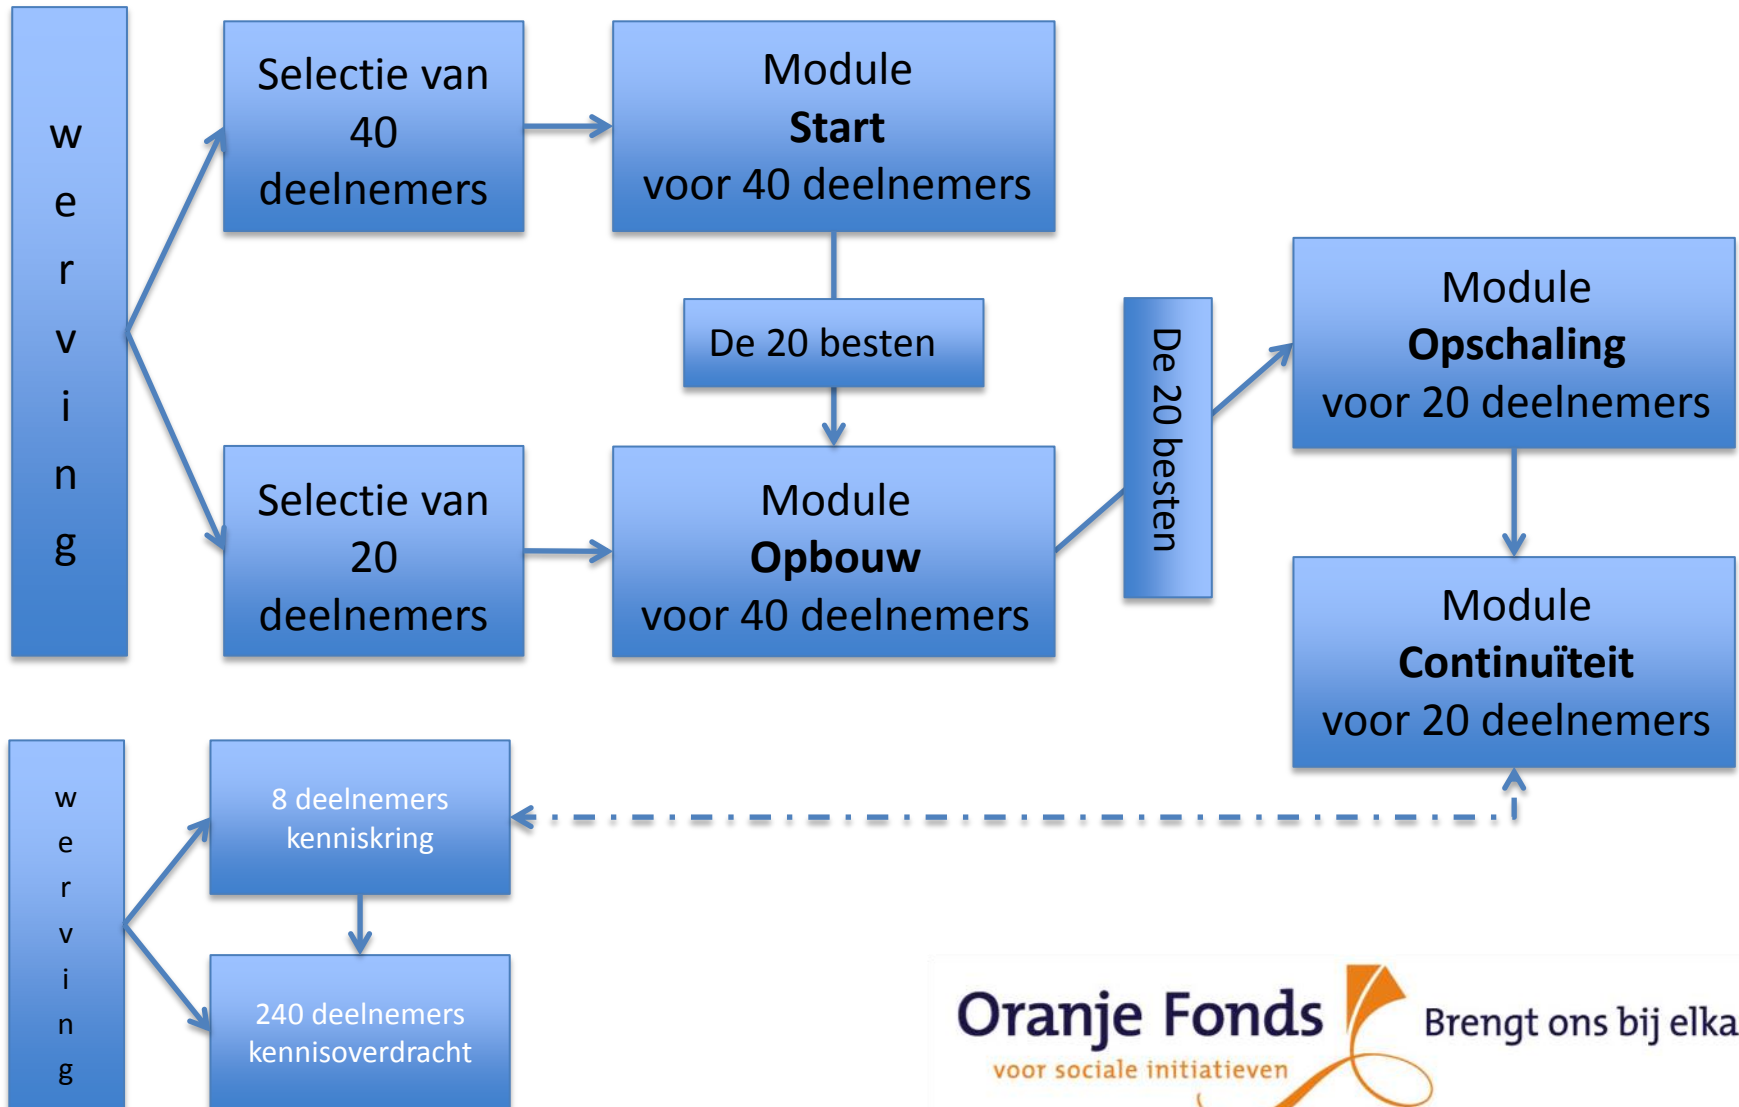 werving
Selectie van
40
deelnemers
Module
Start
voor 40 deelnemers
De 20 besten
Selectie van
20
deelnemers
Module
Opbouw
voor 40 deelnemers
De 20 besten
Module
Opschaling
voor 20 deelnemers
Module
Continuïteit
voor 20 deelnemers
werving
8 deelnemers
kenniskring
240 deelnemers
kennisoverdracht
Oranje Fonds
voor sociale initiatieven
Brengt ons bij elka